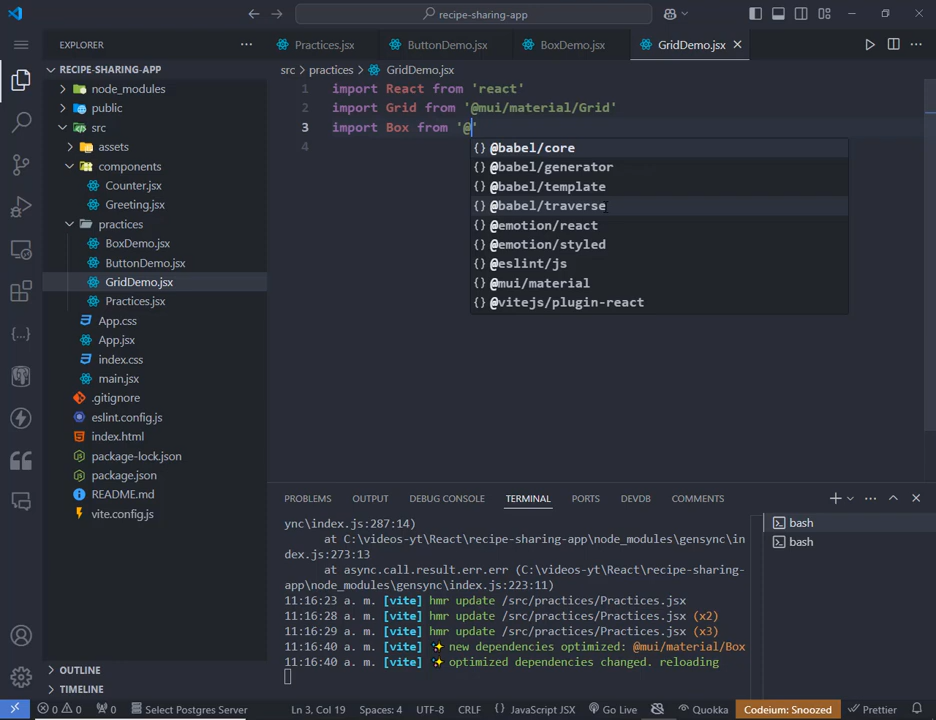 recipe-sharing-app
EXPLORER
Practices.jsx
ButtonDemo.jsx
BoxDemo.jsx
GridDemo.jsx
RECIPE-SHARING-APP
node_modules
public
src
assets
components
Counter.jsx
Greeting.jsx
practices
BoxDemo.jsx
ButtonDemo.jsx
GridDemo.jsx
Practices.jsx
App.css
App.jsx
index.css
main.jsx
.gitignore
eslint.config.js
index.html
package-lock.json
package.json
README.md
vite.config.js
OUTLINE
TIMELINE
src > practices > GridDemo.jsx
1 import React from 'react'
2 import Grid from '@mui/material/Grid'
3 import Box from '@'
4
@babel/core
@babel/generator
@babel/template
@babel/traverse
@emotion/react
@emotion/styled
@eslint/js
@mui/material
@vitejs/plugin-react
PROBLEMS OUTPUT DEBUG CONSOLE TERMINAL PORTS DEVDB COMMENTS
ync\index.js:287:14)
at C:\videos-yt\React\recipe-sharing-app\node_modules\gensync\in
dex.js:273:13
at async.call.result.err.err (C:\videos-yt\React\recipe-sharing-
app\node_modules\gensync\index.js:223:11)
11:16:23 a. m. [vite] hmr update /src/practices/Practices.jsx
11:16:28 a. m. [vite] hmr update /src/practices/Practices.jsx (x2)
11:16:29 a. m. [vite] hmr update /src/practices/Practices.jsx (x3)
11:16:40 a. m. [vite] ✨ new dependencies optimized: @mui/material/Box
11:16:40 a. m. [vite] ✨ optimized dependencies changed. reloading
bash
bash
0 0 0 Select Postgres Server Ln 3, Col 19 Spaces: 4 UTF-8 CRLF {} JavaScript JSX Go Live Quokka Codeium: Snoozed Prettier